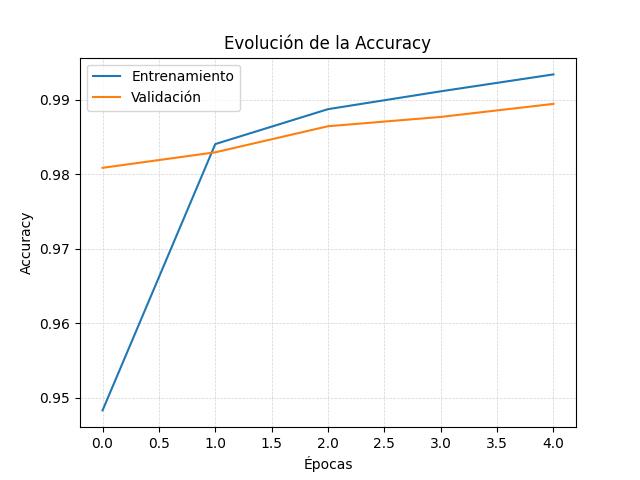 Evolución de la Accuracy
Entrenamiento
Validación
Accuracy
0.99
0.98
0.97
0.96
0.95
0.0 0.5 1.0 1.5 2.0 2.5 3.0 3.5 4.0
Épocas